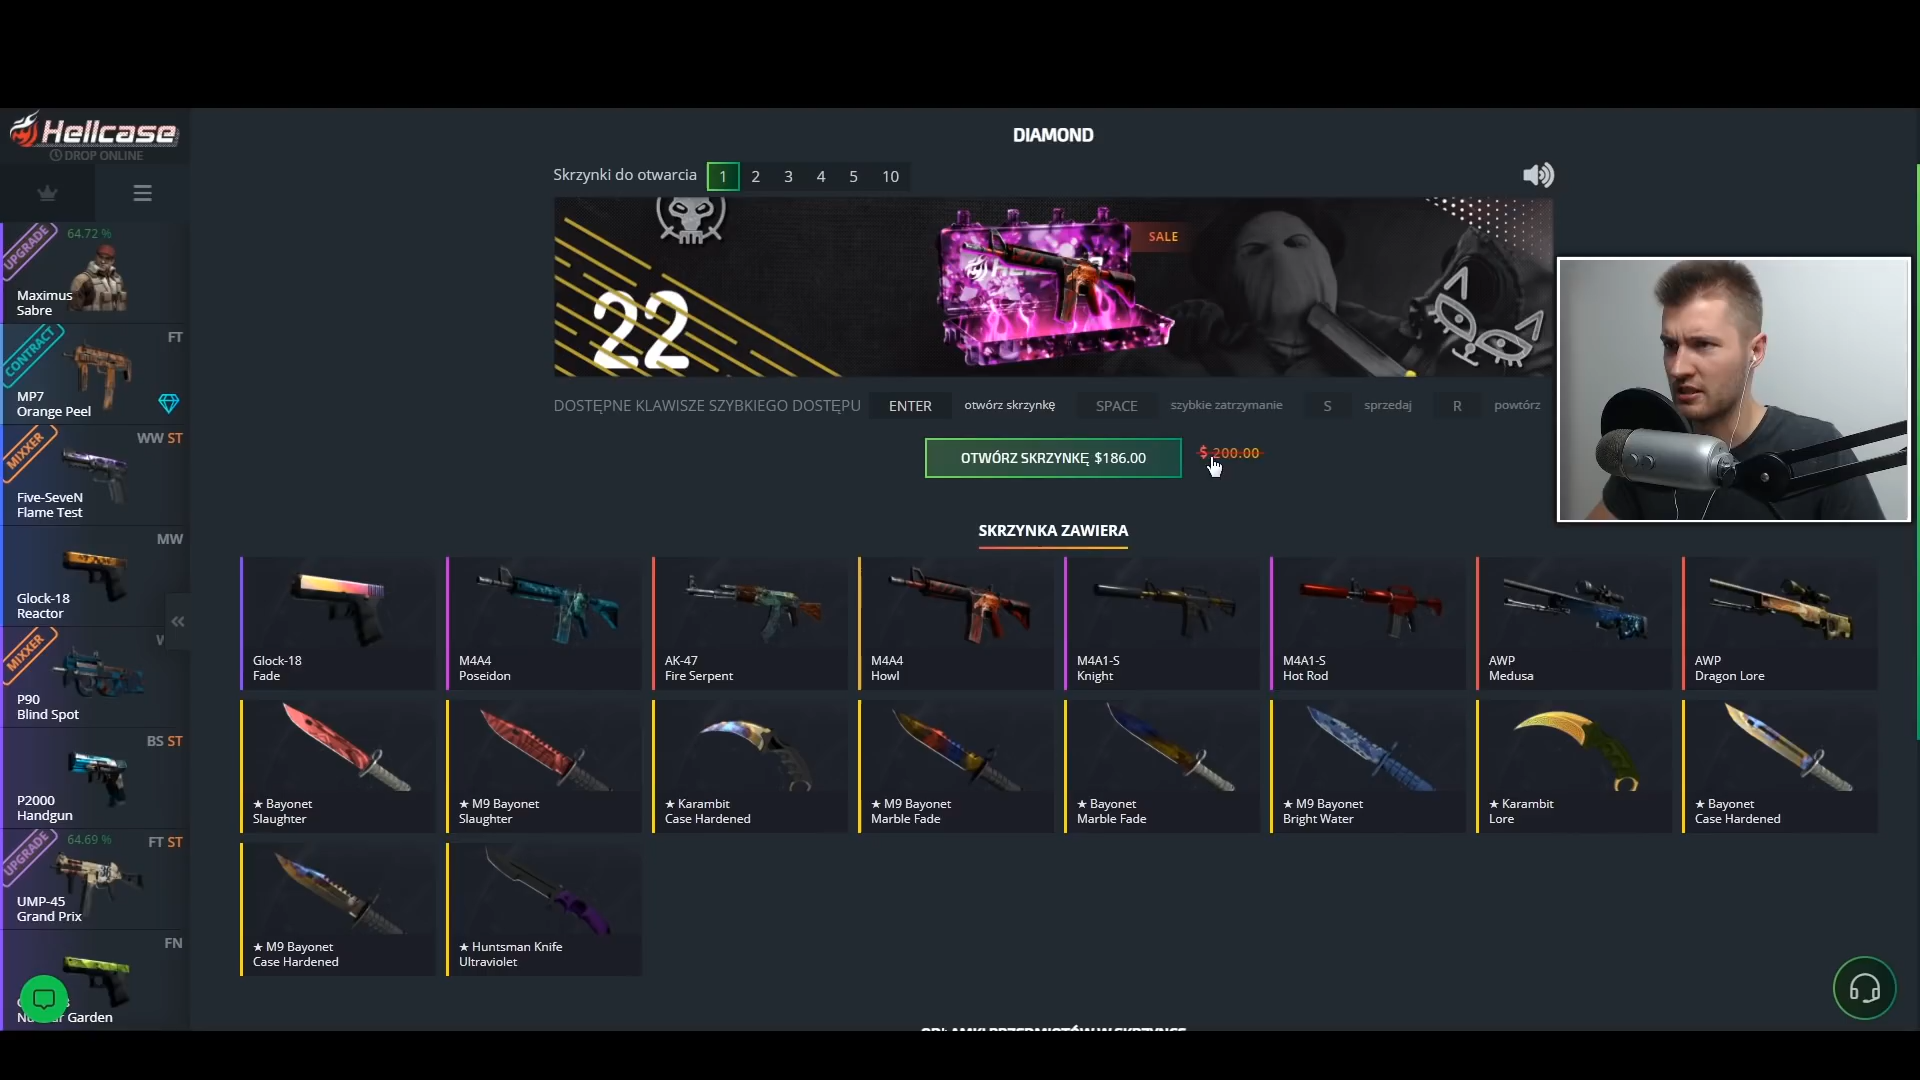 Hellcase
DROP ONLINE
DIAMOND
Skrzynki do otwarcia 1 2 3 4 5 10
SALE
22
DOSTĘPNE KLAWISZE SZYBKIEGO DOSTĘPU ENTER otwórz skrzynkę SPACE szybkie zatrzymanie S sprzedaj R powtórz
OTWÓRZ SKRZYNKĘ $186.00 $ 200.00
SKRZYNKA ZAWIERA
UPGRADE 64.72 %
Maximus
Sabre
CONTRACT FT
MP7
Orange Peel
MIXXER WW ST
Five-SeveN
Flame Test
MW
Glock-18
Reactor
MIXXER
P90
Blind Spot
BS ST
P2000
Handgun
UPGRADE 64.69 % FT ST
UMP-45
Grand Prix
FN
Garden
Glock-18
Fade
M4A4
Poseidon
AK-47
Fire Serpent
M4A4
Howl
M4A1-S
Knight
M4A1-S
Hot Rod
AWP
Medusa
AWP
Dragon Lore
★ Bayonet
Slaughter
★ M9 Bayonet
Slaughter
★ Karambit
Case Hardened
★ M9 Bayonet
Marble Fade
★ Bayonet
Marble Fade
★ M9 Bayonet
Bright Water
★ Karambit
Lore
★ Bayonet
Case Hardened
★ M9 Bayonet
Case Hardened
★ Huntsman Knife
Ultraviolet